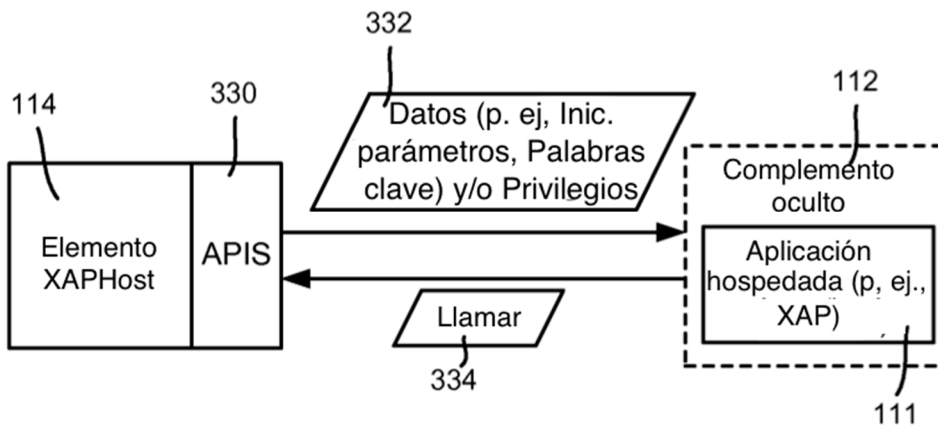 332
Datos (p. ej, Inic.
parámetros, Palabras
clave) y/o Privilegios
114
330
112
Elemento
XAPHost
APIS
Complemento
oculto
Aplicación
hospedada (p, ej.,
XAP)
Llamar
334
111